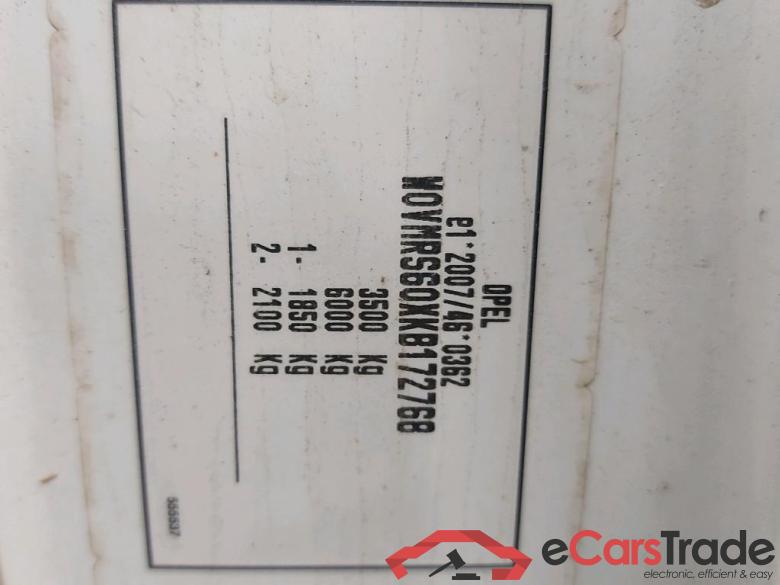 OPEL
e1*2007/46*0362
W0VMRS60XKB172768
3500 Kg
6000 Kg
1- 1850 Kg
2- 2100 Kg
555537
eCarsTrade
electronic, efficient & easy